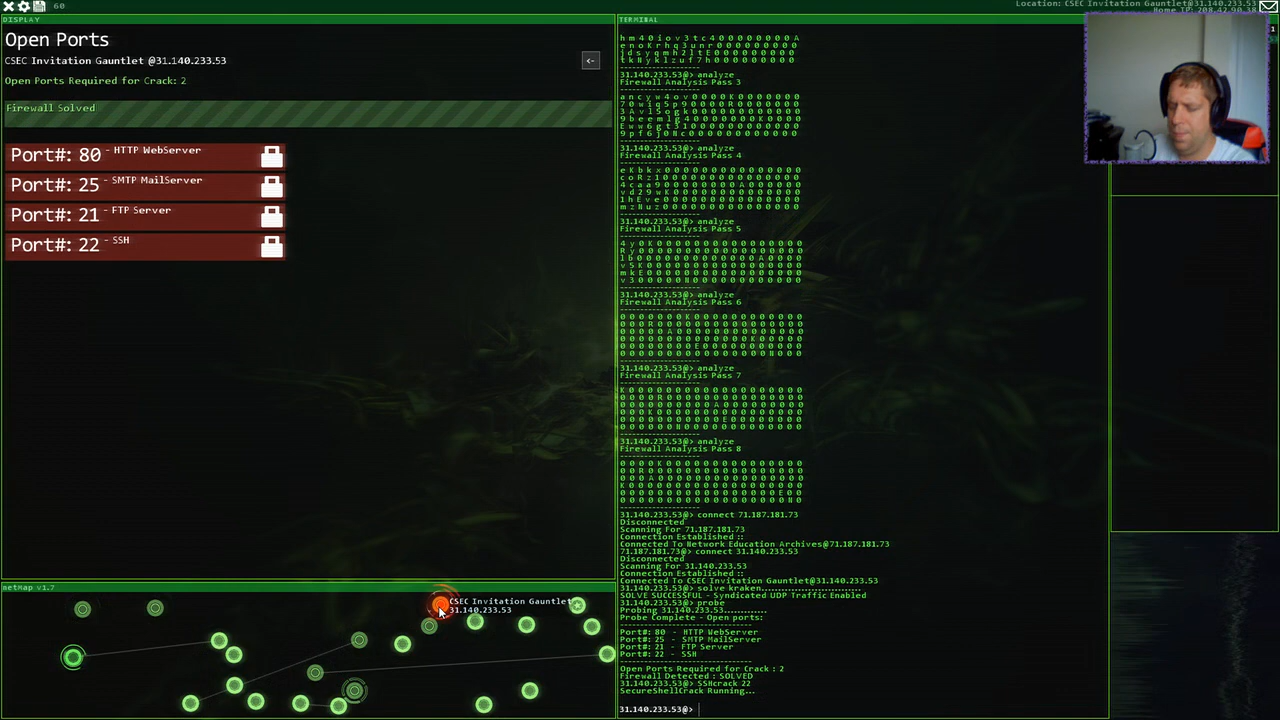 60
Location: CSEC Invitation Gauntlet@31.140.233.53
Home IP: 208.42.90.38
DISPLAY
Open Ports
CSEC Invitation Gauntlet @31.140.233.53
Open Ports Required for Crack: 2
Firewall Solved
Port#: 80 - HTTP WebServer
Port#: 25 - SMTP MailServer
Port#: 21 - FTP Server
Port#: 22 - SSH
<-
netMap v1.7
CSEC Invitation Gauntlet
31.140.233.53
TERMINAL
31.140.233.53@> analyze
Firewall Analysis Pass 3
31.140.233.53@> analyze
Firewall Analysis Pass 4
31.140.233.53@> analyze
Firewall Analysis Pass 5
31.140.233.53@> analyze
Firewall Analysis Pass 6
31.140.233.53@> analyze
Firewall Analysis Pass 7
31.140.233.53@> analyze
Firewall Analysis Pass 8
31.140.233.53@> connect 71.187.181.73
Disconnected
Scanning For 71.187.181.73
Connection Established ::
Connected To Network Education Archives@71.187.181.73
71.187.181.73@> connect 31.140.233.53
Disconnected
Scanning For 31.140.233.53
Connection Established ::
Connected To CSEC Invitation Gauntlet@31.140.233.53
31.140.233.53@> solve kraken
SOLVE SUCCESSFUL - Syndicated UDP Traffic Enabled
31.140.233.53@> probe
Probing 31.140.233.53.............
Probe Complete - Open ports:
Port#: 80 - HTTP WebServer
Port#: 25 - SMTP MailServer
Port#: 21 - FTP Server
Port#: 22 - SSH
Open Ports Required for Crack : 2
Firewall Detected : SOLVED
31.140.233.53@> SSHcrack 22
SecureShellCrack Running...
31.140.233.53@>
1